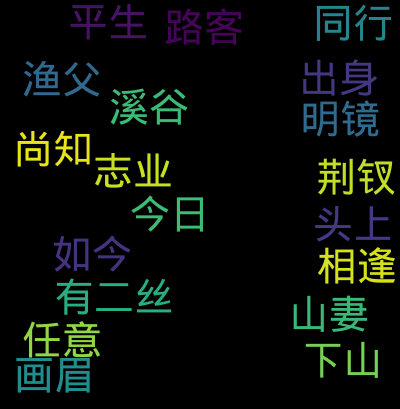 平生
路客
同行
渔父
出身
溪谷
明镜
尚知
志业
荆钗
今日
头上
如今
相逢
有二丝
山妻
任意
下山
画眉